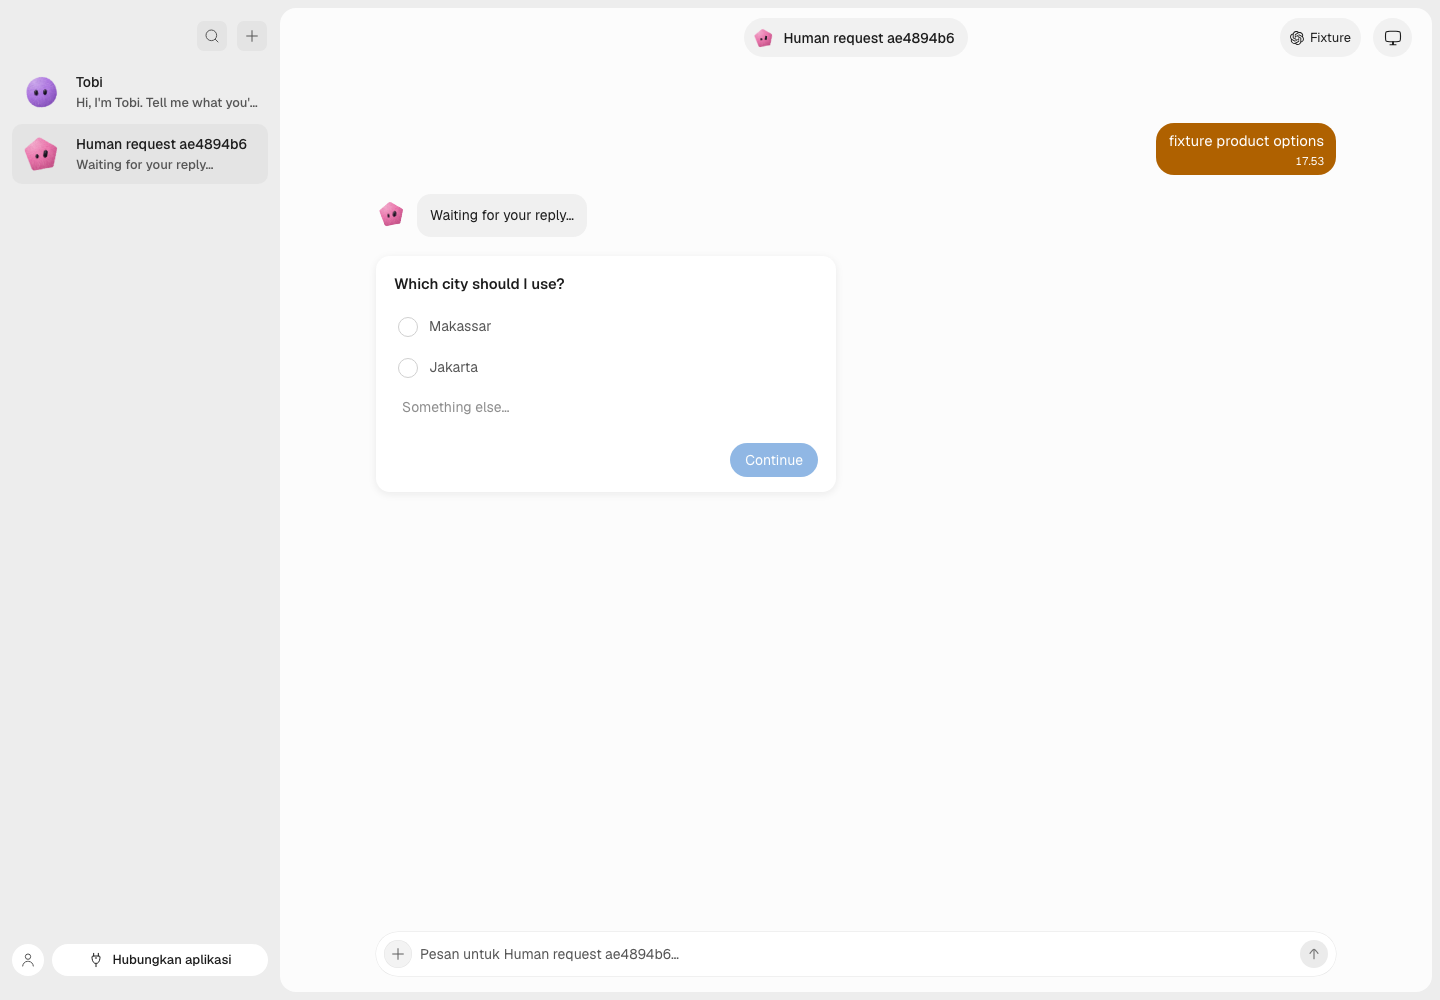 Tobi
Hi, I'm Tobi. Tell me what you'…
Human request ae4894b6
Waiting for your reply…
Hubungkan aplikasi
Human request ae4894b6
Fixture
fixture product options
17.53
Waiting for your reply…
Which city should I use?
Makassar
Jakarta
Something else…
Continue
Pesan untuk Human request ae4894b6…